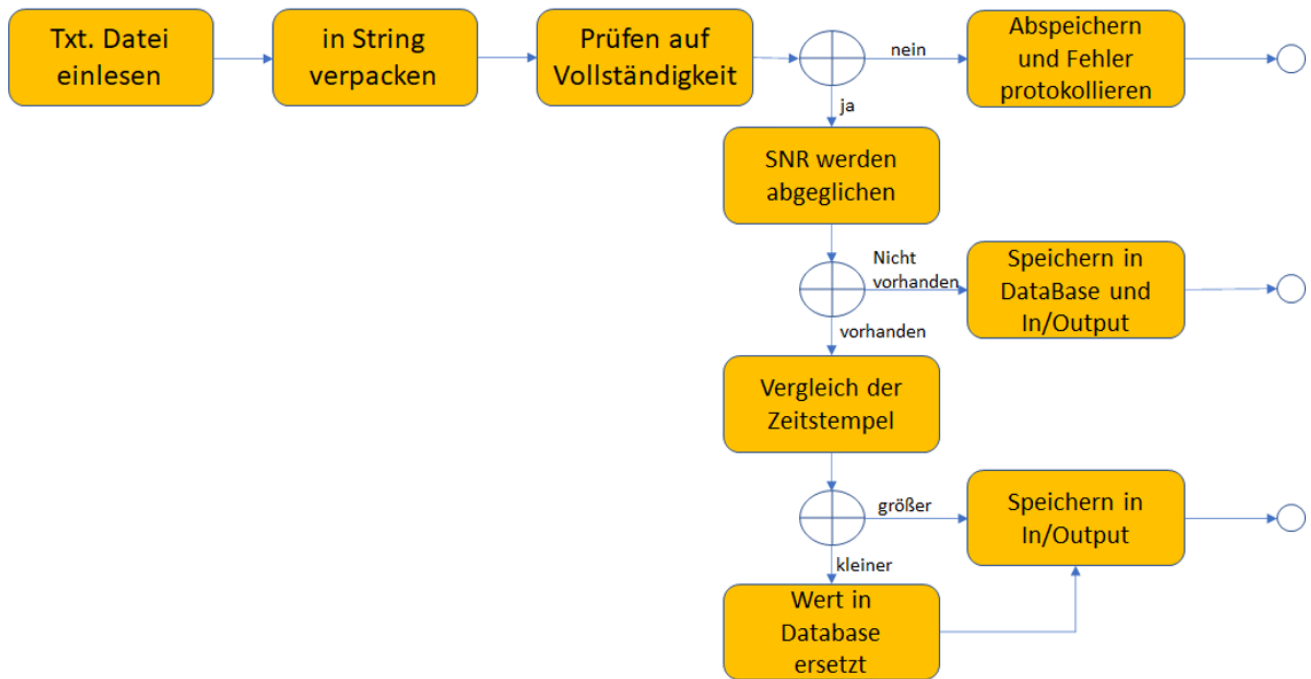 Txt. Datei
einlesen
in String
verpacken
Prüfen auf
Vollständigkeit
nein
Abspeichern
und Fehler
protokollieren
ja
SNR werden
abgeglichen
Nicht
vorhanden
Speichern in
DataBase und
In/Output
vorhanden
Vergleich der
Zeitstempel
größer
Speichern in
In/Output
kleiner
Wert in
Database
ersetzt